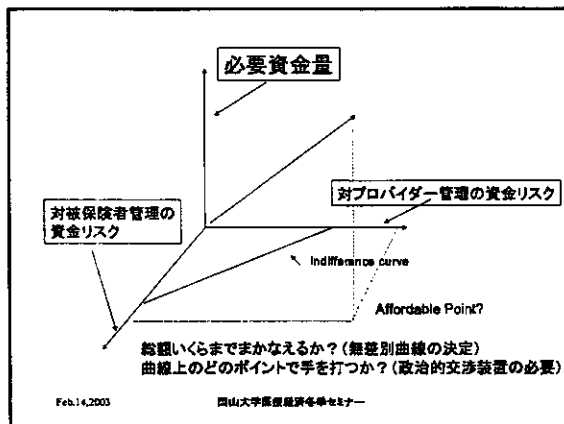 必要資金量
対プロバイダー管理の資金リスク
対被保険者管理の
資金リスク
Indifference curve
Affordable Point?
総額いくらまでまかなえるか?(無差別曲線の決定)
曲線上のどのポイントで手を打つか?(政治的交渉装置の必要)
Feb.14,2003
岡山大学医療経済冬季セミナー